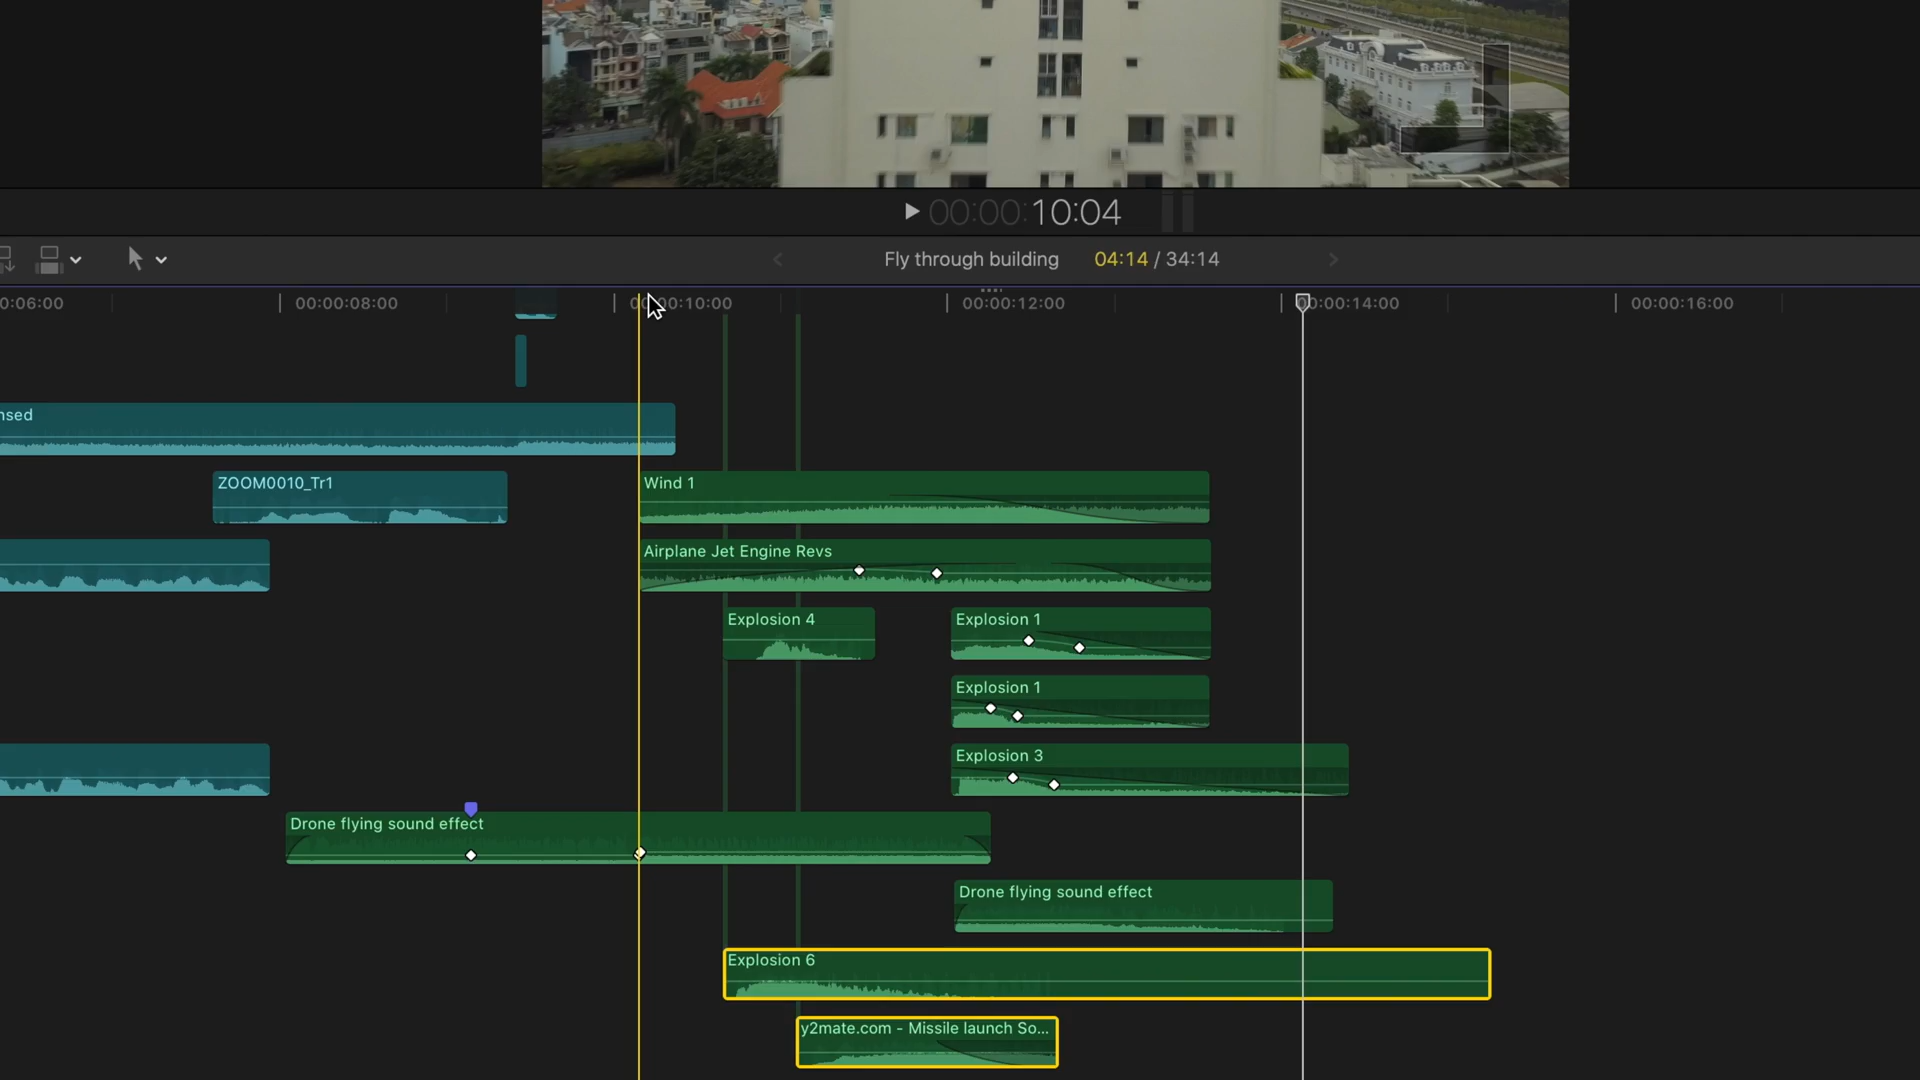 00:00:10:04
Fly through building 04:14 / 34:14
0:06:00 00:00:08:00 00:00:10:00 00:00:12:00 00:00:14:00 00:00:16:00
nsed
ZOOM0010_Tr1
Wind 1
Airplane Jet Engine Revs
Explosion 4
Explosion 1
Explosion 1
Explosion 3
Drone flying sound effect
Drone flying sound effect
Explosion 6
y2mate.com - Missile launch So...